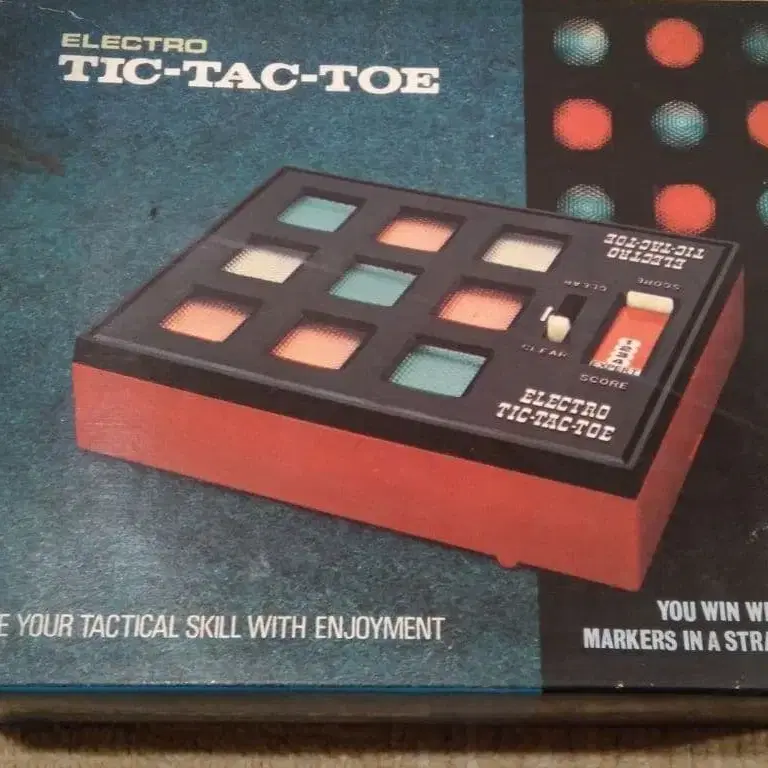 ELECTRO
TIC-TAC-TOE
ELECTRO
TIC-TAC-TOE
SCORE
CLEAR
CLEAR
EXPERT
SCORE
ELECTRO
TIC-TAC-TOE
E YOUR TACTICAL SKILL WITH ENJOYMENT
YOU WIN W
MARKERS IN A STRA